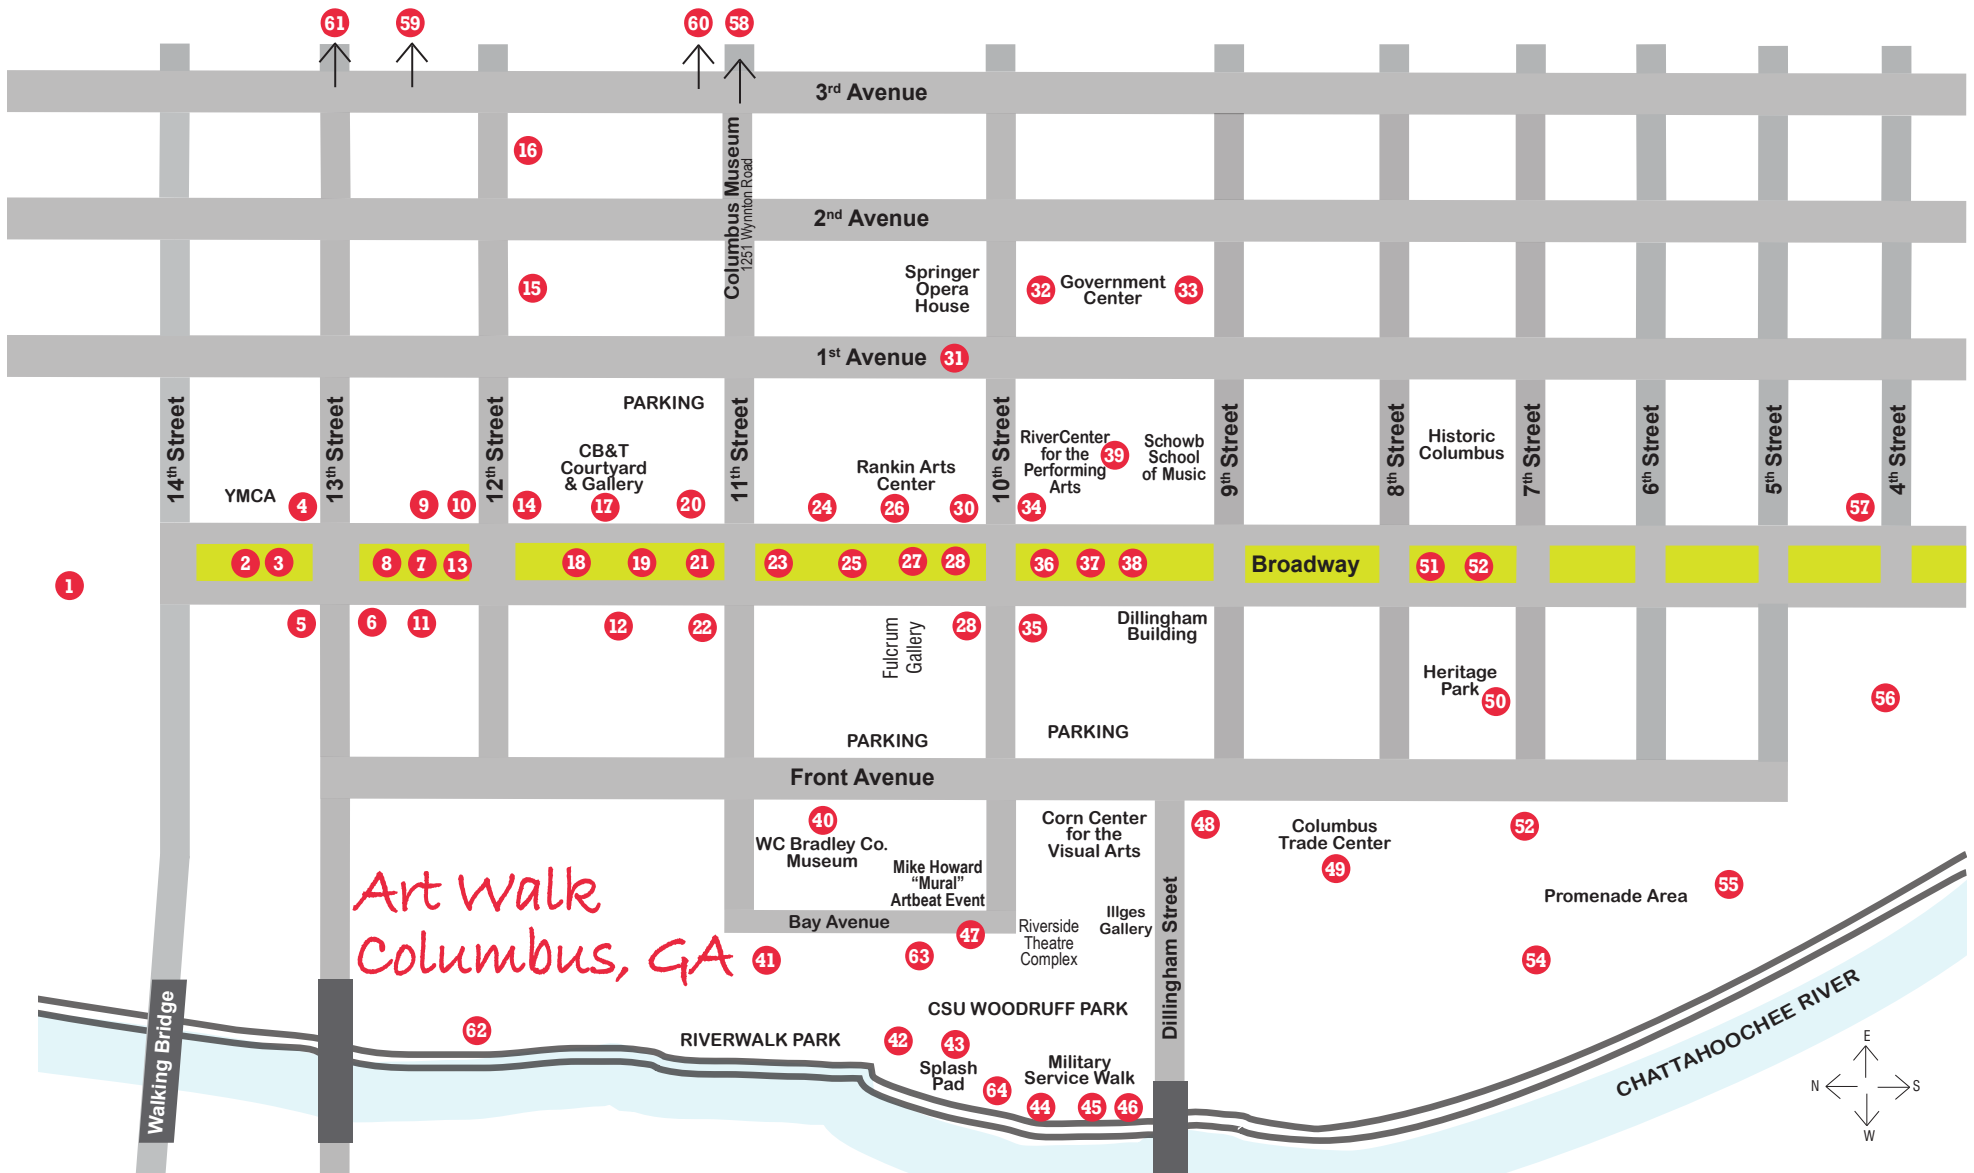 61
59
60
58
3rd Avenue
16
Columbus Museum
1251 Wynnton Road
2nd Avenue
15
Springer
Opera
House
32
Government
Center
33
1st Avenue
31
14th Street
13th Street
12th Street
11th Street
10th Street
9th Street
8th Street
7th Street
6th Street
5th Street
4th Street
PARKING
YMCA
4
9
10
14
CB&T
Courtyard
& Gallery
17
20
24
Rankin Arts
Center
26
30
RiverCenter
for the
Performing
Arts
39
34
Schowb
School
of Music
Historic
Columbus
57
1
2
3
8
7
13
18
19
21
23
25
27
28
36
37
38
Broadway
51
52
5
6
11
12
22
Fulcrum
Gallery
28
35
Dillingham
Building
Heritage
Park
50
56
PARKING
PARKING
Front Avenue
40
WC Bradley Co.
Museum
Mike Howard
“Mural”
Artbeat Event
Corn Center
for the
Visual Arts
48
Columbus
Trade Center
49
52
55
Promenade Area
Art Walk
Columbus, GA
Bay Avenue
41
63
47
Riverside
Theatre
Complex
Illges
Gallery
Dillingham Street
54
Walking Bridge
62
RIVERWALK PARK
CSU WOODRUFF PARK
42
43
Splash
Pad
64
Military
Service Walk
44
45
46
CHATTAHOOCHEE RIVER
E
N
S
W